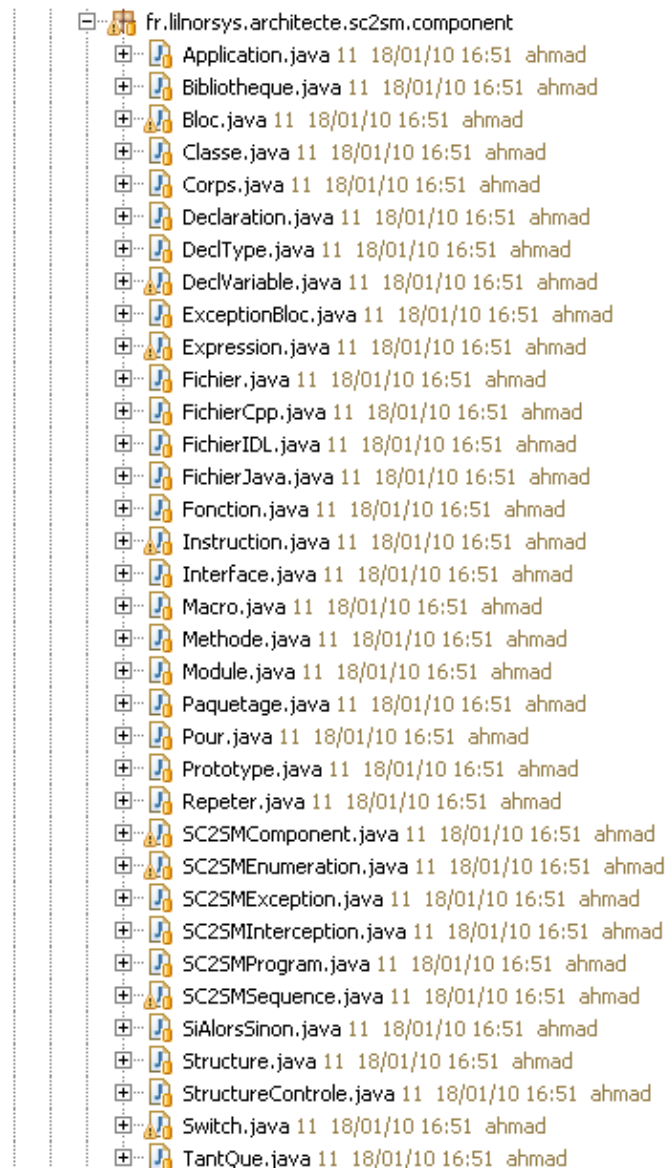 fr.lilnorsys.architecte.sc2sm.component
Application.java 11 18/01/10 16:51 ahmad
Bibliotheque.java 11 18/01/10 16:51 ahmad
Bloc.java 11 18/01/10 16:51 ahmad
Classe.java 11 18/01/10 16:51 ahmad
Corps.java 11 18/01/10 16:51 ahmad
Declaration.java 11 18/01/10 16:51 ahmad
DeclType.java 11 18/01/10 16:51 ahmad
DeclVariable.java 11 18/01/10 16:51 ahmad
ExceptionBloc.java 11 18/01/10 16:51 ahmad
Expression.java 11 18/01/10 16:51 ahmad
Fichier.java 11 18/01/10 16:51 ahmad
FichierCpp.java 11 18/01/10 16:51 ahmad
FichierIDL.java 11 18/01/10 16:51 ahmad
FichierJava.java 11 18/01/10 16:51 ahmad
Fonction.java 11 18/01/10 16:51 ahmad
Instruction.java 11 18/01/10 16:51 ahmad
Interface.java 11 18/01/10 16:51 ahmad
Macro.java 11 18/01/10 16:51 ahmad
Methode.java 11 18/01/10 16:51 ahmad
Module.java 11 18/01/10 16:51 ahmad
Paquetage.java 11 18/01/10 16:51 ahmad
Pour.java 11 18/01/10 16:51 ahmad
Prototype.java 11 18/01/10 16:51 ahmad
Repeter.java 11 18/01/10 16:51 ahmad
SC2SMComponent.java 11 18/01/10 16:51 ahmad
SC2SMEnumeration.java 11 18/01/10 16:51 ahmad
SC2SMException.java 11 18/01/10 16:51 ahmad
SC2SMInterception.java 11 18/01/10 16:51 ahmad
SC2SMProgram.java 11 18/01/10 16:51 ahmad
SC2SMSequence.java 11 18/01/10 16:51 ahmad
SiAlorsSinon.java 11 18/01/10 16:51 ahmad
Structure.java 11 18/01/10 16:51 ahmad
StructureControle.java 11 18/01/10 16:51 ahmad
Switch.java 11 18/01/10 16:51 ahmad
TantQue.java 11 18/01/10 16:51 ahmad